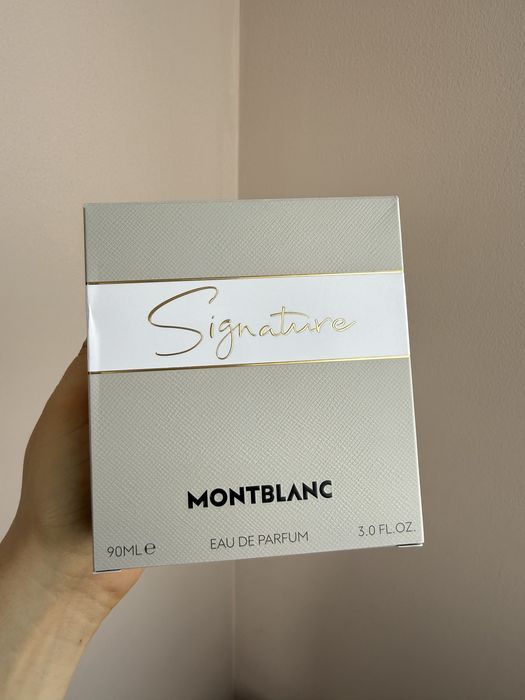 Signature
MONTBLANC
90ML℮
EAU DE PARFUM
3.0 FL.OZ.